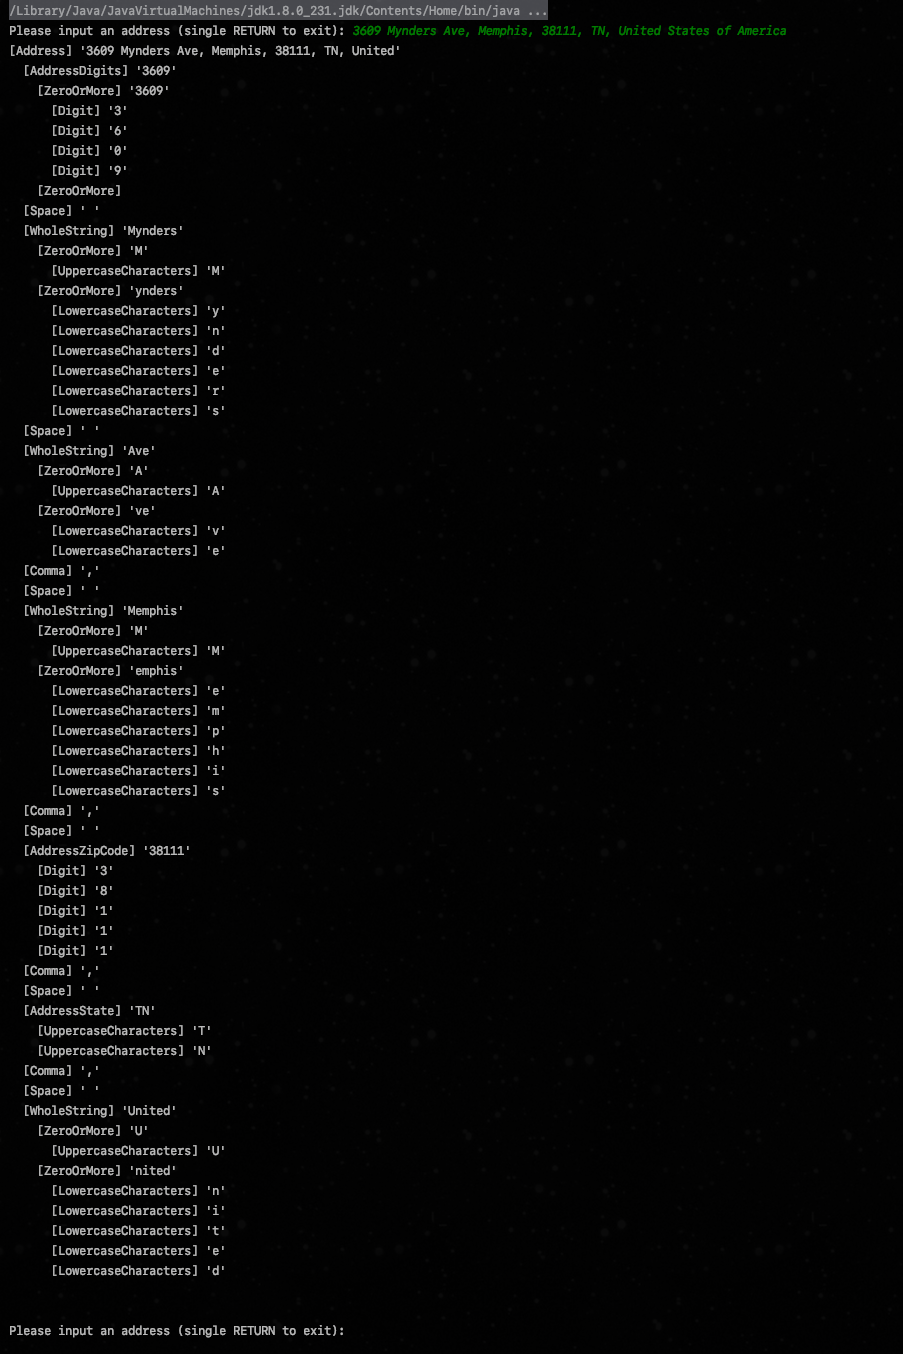 /Library/Java/JavaVirtualMachines/jdk1.8.0_231.jdk/Contents/Home/bin/java ...
Please input an address (single RETURN to exit): 3609 Mynders Ave, Memphis, 38111, TN, United States of America
[Address] '3609 Mynders Ave, Memphis, 38111, TN, United'
  [AddressDigits] '3609'
    [ZeroOrMore] '3609'
      [Digit] '3'
      [Digit] '6'
      [Digit] '0'
      [Digit] '9'
    [ZeroOrMore]
  [Space] ' '
  [WholeString] 'Mynders'
    [ZeroOrMore] 'M'
      [UppercaseCharacters] 'M'
    [ZeroOrMore] 'ynders'
      [LowercaseCharacters] 'y'
      [LowercaseCharacters] 'n'
      [LowercaseCharacters] 'd'
      [LowercaseCharacters] 'e'
      [LowercaseCharacters] 'r'
      [LowercaseCharacters] 's'
  [Space] ' '
  [WholeString] 'Ave'
    [ZeroOrMore] 'A'
      [UppercaseCharacters] 'A'
    [ZeroOrMore] 've'
      [LowercaseCharacters] 'v'
      [LowercaseCharacters] 'e'
  [Comma] ','
  [Space] ' '
  [WholeString] 'Memphis'
    [ZeroOrMore] 'M'
      [UppercaseCharacters] 'M'
    [ZeroOrMore] 'emphis'
      [LowercaseCharacters] 'e'
      [LowercaseCharacters] 'm'
      [LowercaseCharacters] 'p'
      [LowercaseCharacters] 'h'
      [LowercaseCharacters] 'i'
      [LowercaseCharacters] 's'
  [Comma] ','
  [Space] ' '
  [AddressZipCode] '38111'
    [Digit] '3'
    [Digit] '8'
    [Digit] '1'
    [Digit] '1'
    [Digit] '1'
  [Comma] ','
  [Space] ' '
  [AddressState] 'TN'
    [UppercaseCharacters] 'T'
    [UppercaseCharacters] 'N'
  [Comma] ','
  [Space] ' '
  [WholeString] 'United'
    [ZeroOrMore] 'U'
      [UppercaseCharacters] 'U'
    [ZeroOrMore] 'nited'
      [LowercaseCharacters] 'n'
      [LowercaseCharacters] 'i'
      [LowercaseCharacters] 't'
      [LowercaseCharacters] 'e'
      [LowercaseCharacters] 'd'
Please input an address (single RETURN to exit):